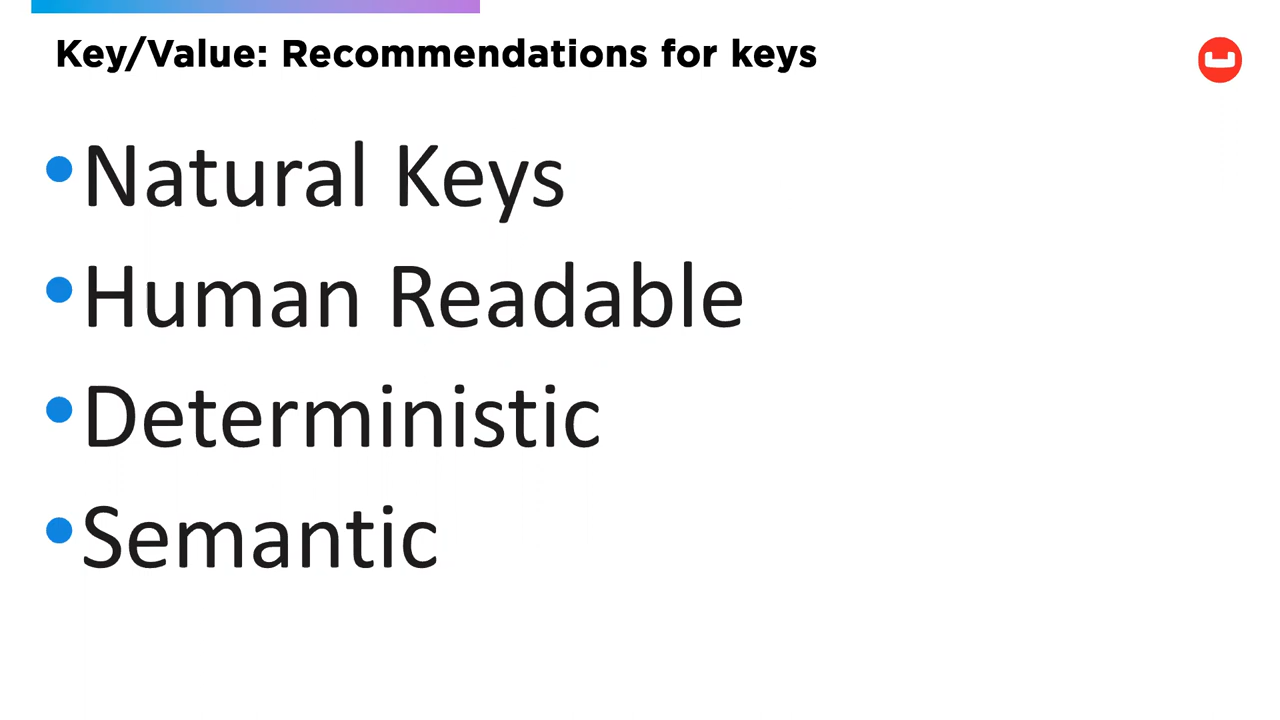 Key/Value: Recommendations for keys
•Natural Keys
•Human Readable
•Deterministic
•Semantic